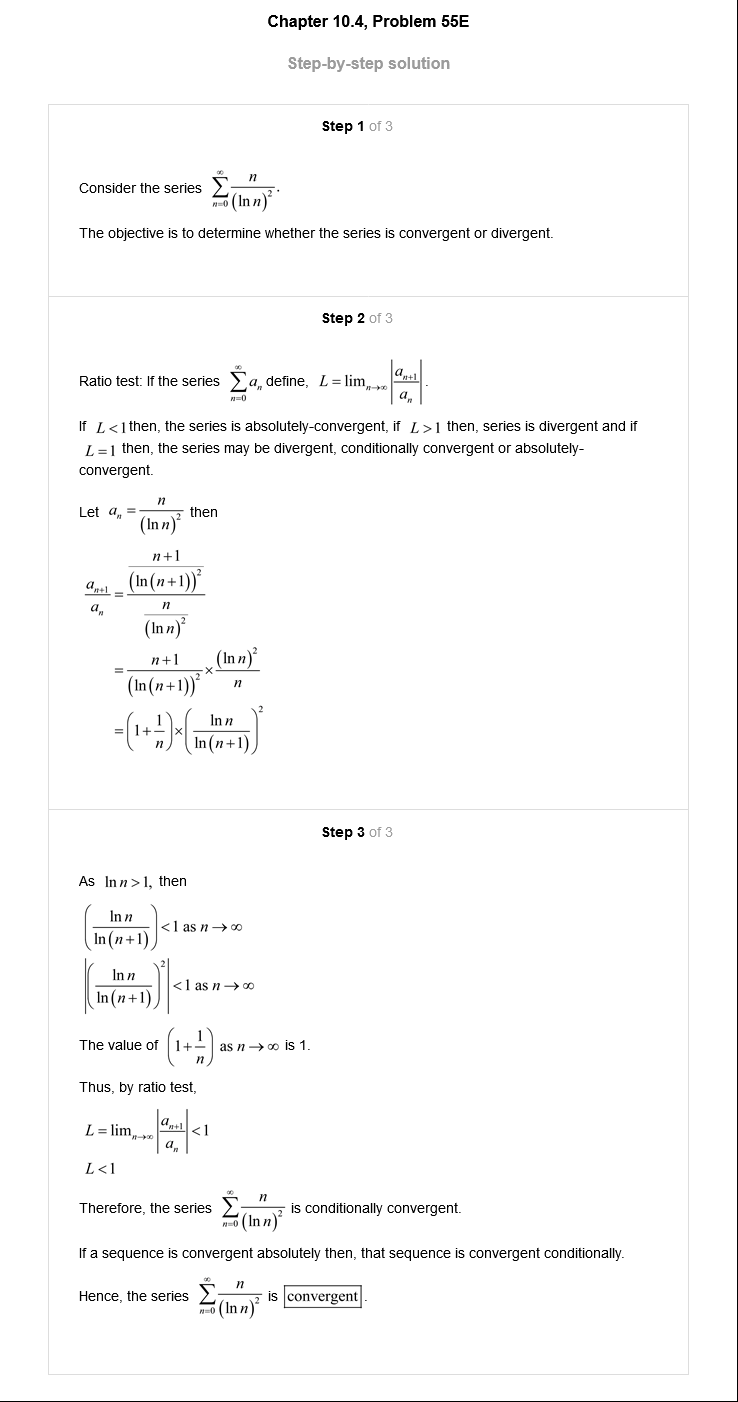 Chapter 10.4, Problem 55E
Step-by-step solution
Step 1 of 3
Consider the series $\sum_{n=0}^{\infty}\frac{n}{(\ln n)^2}$.
The objective is to determine whether the series is convergent or divergent.
Step 2 of 3
Ratio test: If the series $\sum_{n=0}^{\infty}a_n$ define, $L=\lim_{n\to\infty}\left|\frac{a_{n+1}}{a_n}\right|$.
If $L<1$ then, the series is absolutely-convergent, if $L>1$ then, series is divergent and if
$L=1$ then, the series may be divergent, conditionally convergent or absolutely-
convergent.
Let $a_n=\frac{n}{(\ln n)^2}$ then
$\frac{a_{n+1}}{a_n}=\frac{\frac{n+1}{(\ln(n+1))^2}}{\frac{n}{(\ln n)^2}}$
$=\frac{n+1}{(\ln(n+1))^2}\times\frac{(\ln n)^2}{n}$
$=\left(1+\frac{1}{n}\right)\times\left(\frac{\ln n}{\ln(n+1)}\right)^2$
Step 3 of 3
As $\ln n>1$, then
$\left(\frac{\ln n}{\ln(n+1)}\right)<1$ as $n\to\infty$
$\left|\left(\frac{\ln n}{\ln(n+1)}\right)^2\right|<1$ as $n\to\infty$
The value of $\left(1+\frac{1}{n}\right)$ as $n\to\infty$ is 1.
Thus, by ratio test,
$L=\lim_{n\to\infty}\left|\frac{a_{n+1}}{a_n}\right|<1$
$L<1$
Therefore, the series $\sum_{n=0}^{\infty}\frac{n}{(\ln n)^2}$ is conditionally convergent.
If a sequence is convergent absolutely then, that sequence is convergent conditionally.
Hence, the series $\sum_{n=0}^{\infty}\frac{n}{(\ln n)^2}$ is convergent.